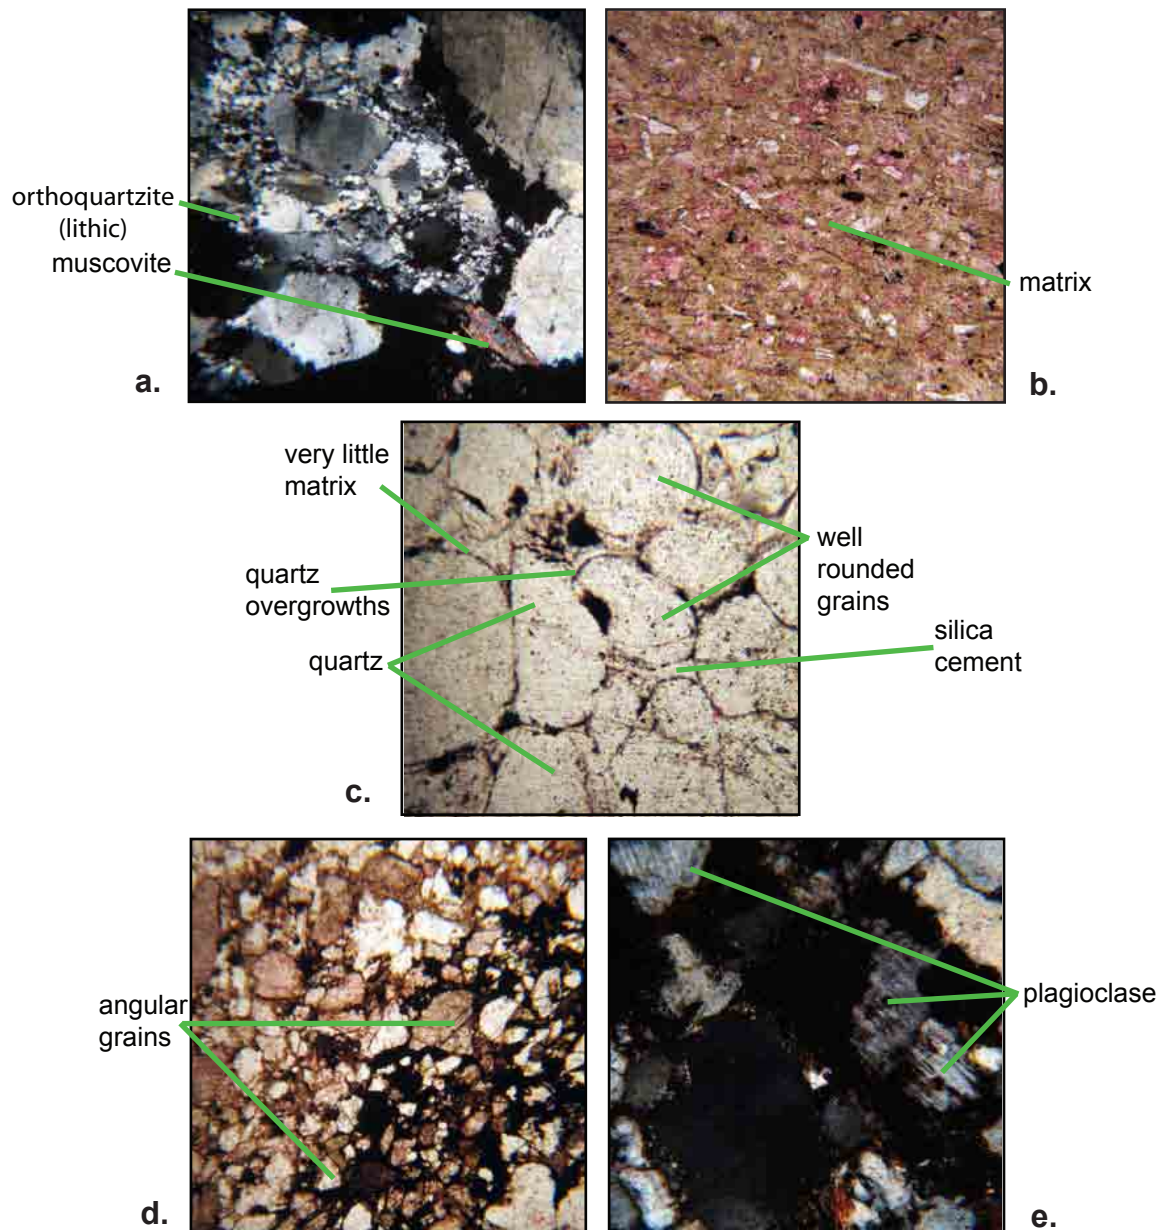 orthoquartzite
(lithic)
muscovite
a.
matrix
b.
very little
matrix
quartz
overgrowths
quartz
well
rounded
grains
silica
cement
c.
angular
grains
d.
plagioclase
e.